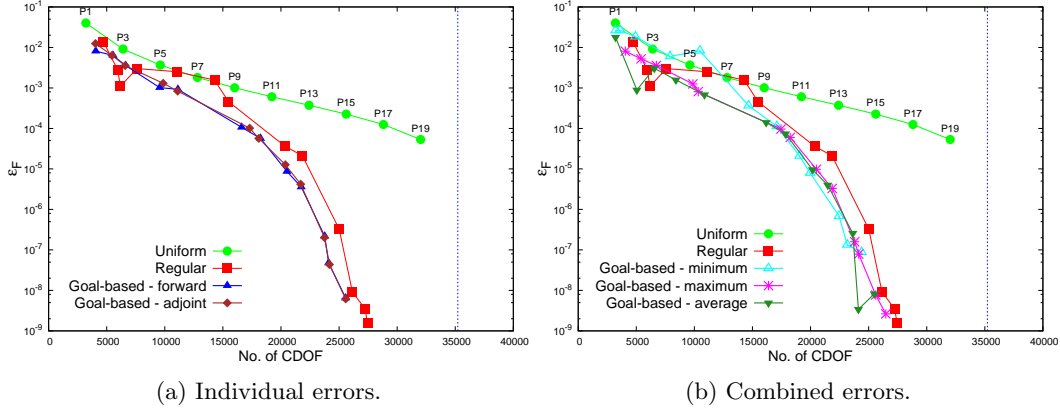 10^-1
10^-2
10^-3
10^-4
10^-5
10^-6
10^-7
10^-8
10^-9
ε_F
P1
P3
P5
P7
P9
P11
P13
P15
P17
P19
Uniform
Regular
Goal-based - forward
Goal-based - adjoint
0 5000 10000 15000 20000 25000 30000 35000 40000
No. of CDOF
(a) Individual errors.
10^-1
10^-2
10^-3
10^-4
10^-5
10^-6
10^-7
10^-8
10^-9
ε_F
P1
P3
P5
P7
P9
P11
P13
P15
P17
P19
Uniform
Regular
Goal-based - minimum
Goal-based - maximum
Goal-based - average
0 5000 10000 15000 20000 25000 30000 35000 40000
No. of CDOF
(b) Combined errors.